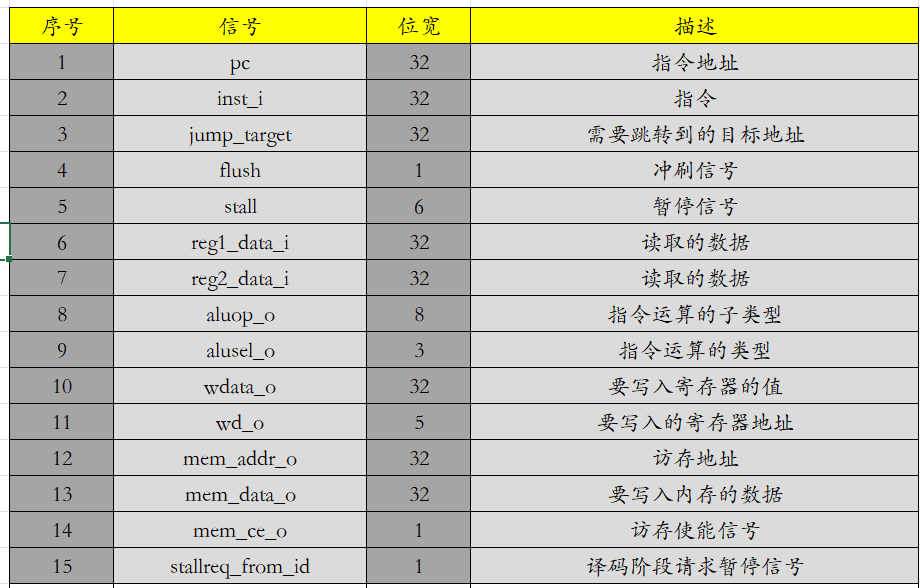 序号 信号 位宽 描述
1 pc 32 指令地址
2 inst_i 32 指令
3 jump_target 32 需要跳转到的目标地址
4 flush 1 冲刷信号
5 stall 6 暂停信号
6 reg1_data_i 32 读取的数据
7 reg2_data_i 32 读取的数据
8 aluop_o 8 指令运算的子类型
9 alusel_o 3 指令运算的类型
10 wdata_o 32 要写入寄存器的值
11 wd_o 5 要写入的寄存器地址
12 mem_addr_o 32 访存地址
13 mem_data_o 32 要写入内存的数据
14 mem_ce_o 1 访存使能信号
15 stallreq_from_id 1 译码阶段请求暂停信号